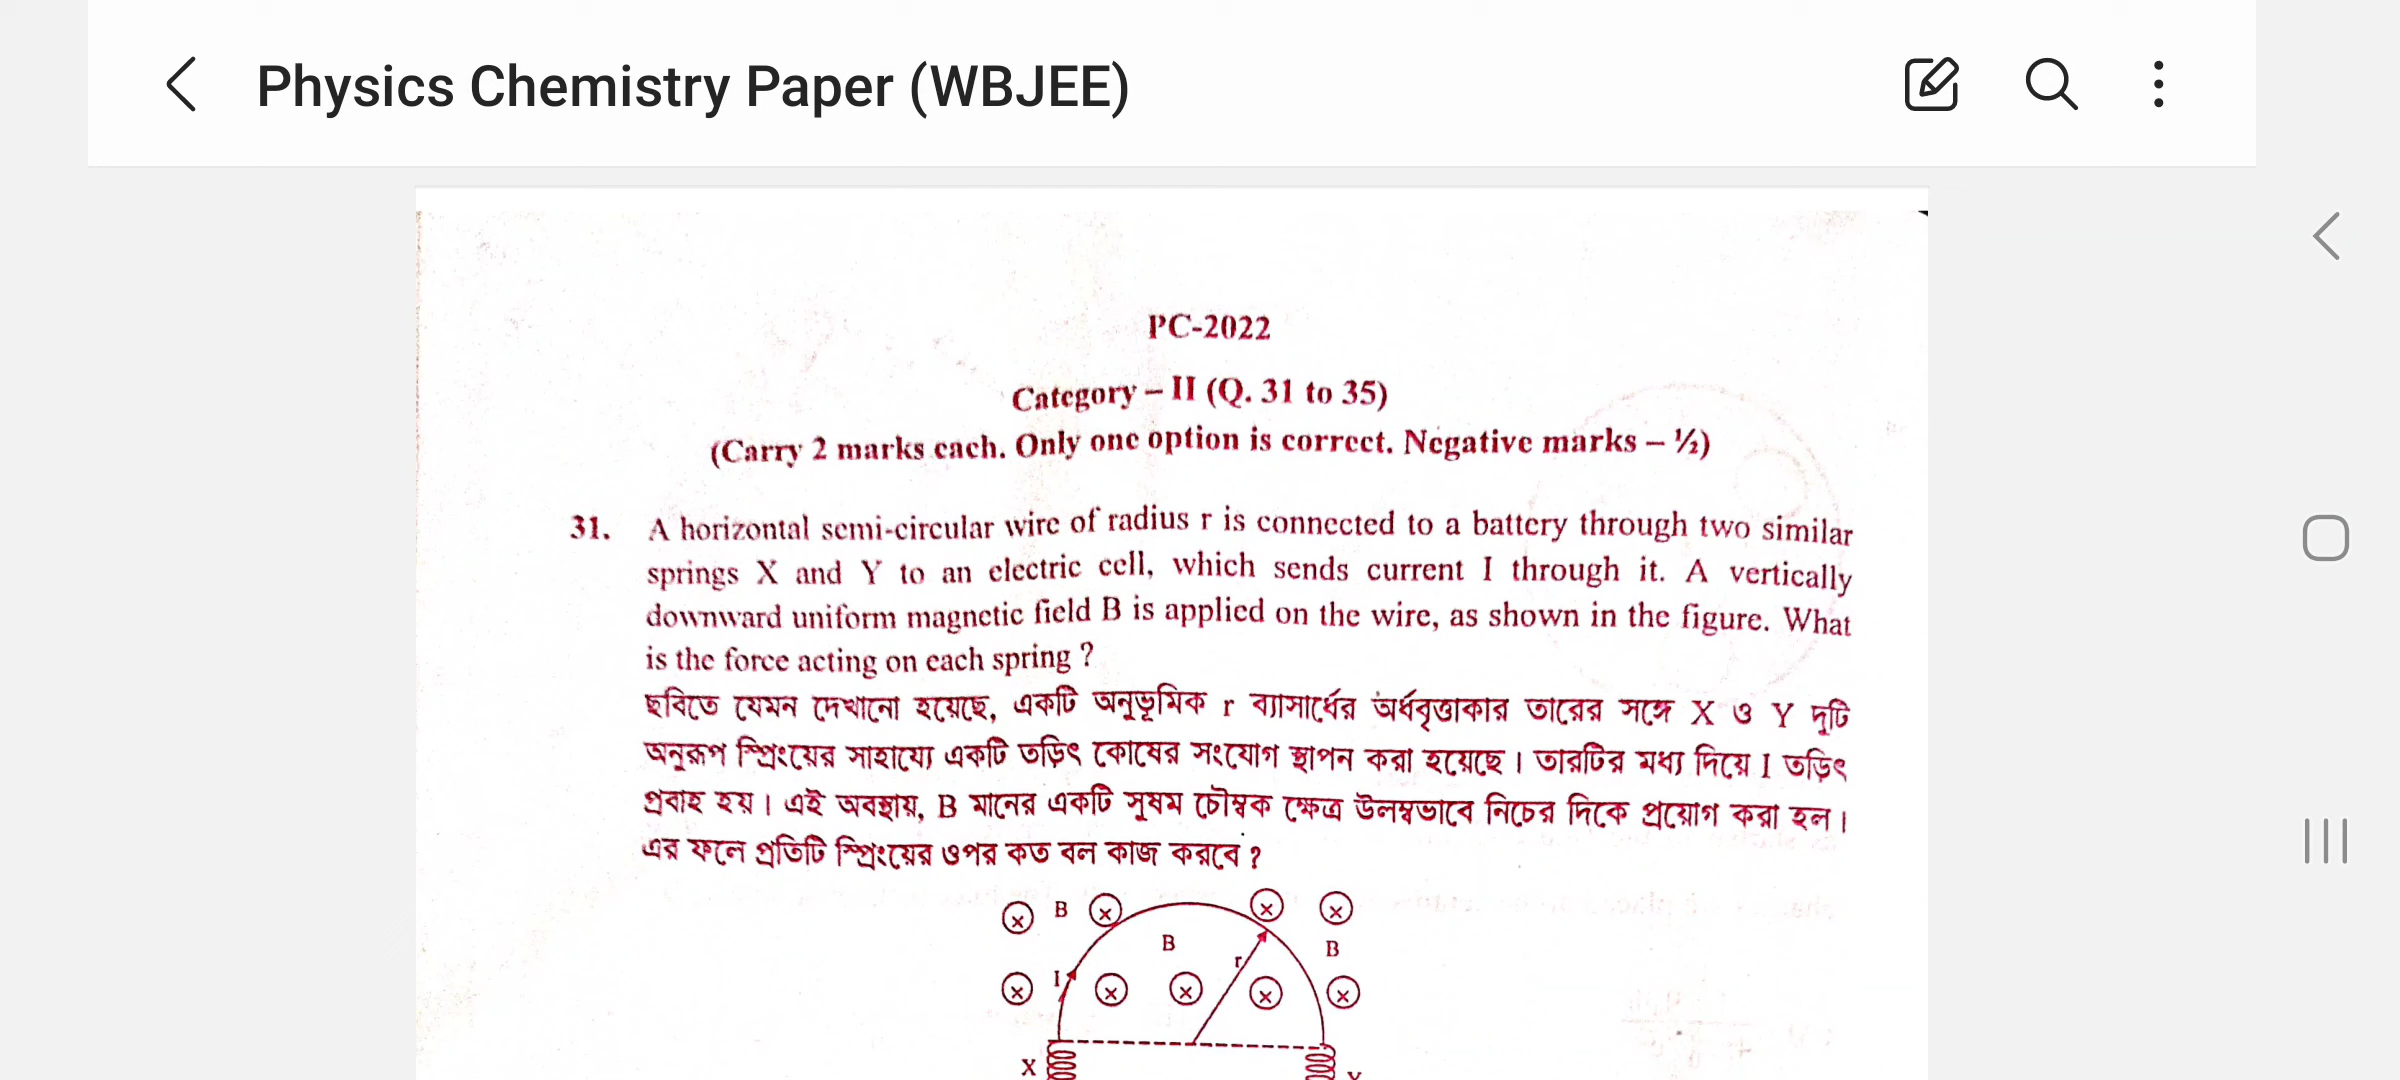 Physics Chemistry Paper (WBJEE)
PC-2022
Category – II (Q. 31 to 35)
(Carry 2 marks each. Only one option is correct. Negative marks – ½)
31. A horizontal semi-circular wire of radius r is connected to a battery through two similar
springs X and Y to an electric cell, which sends current I through it. A vertically
downward uniform magnetic field B is applied on the wire, as shown in the figure. What
is the force acting on each spring ?
ছবিতে যেমন দেখানো হয়েছে, একটি অনুভূমিক r ব্যাসার্ধের অর্ধবৃত্তাকার তারের সঙ্গে X ও Y দুটি
অনুরূপ স্প্রিংয়ের সাহায্যে একটি তড়িৎ কোষের সংযোগ স্থাপন করা হয়েছে । তারটির মধ্য দিয়ে I তড়িৎ
প্রবাহ হয় । এই অবস্থায়, B মানের একটি সুষম চৌম্বক ক্ষেত্র উলম্বভাবে নিচের দিকে প্রয়োগ করা হল ।
এর ফলে প্রতিটি স্প্রিংয়ের ওপর কত বল কাজ করবে ?
B
B
B
I
r
X